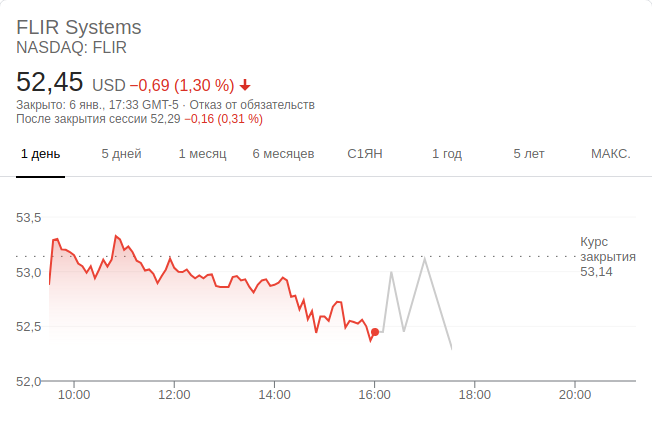 FLIR Systems
NASDAQ: FLIR
52,45 USD −0,69 (1,30 %)
Закрыто: 6 янв., 17:33 GMT-5 · Отказ от обязательств
После закрытия сессии 52,29 −0,16 (0,31 %)
1 день 5 дней 1 месяц 6 месяцев С1ЯН 1 год 5 лет МАКС.
53,5
Курс
закрытия
53,14
53,0
52,5
52,0
10:00 12:00 14:00 16:00 18:00 20:00